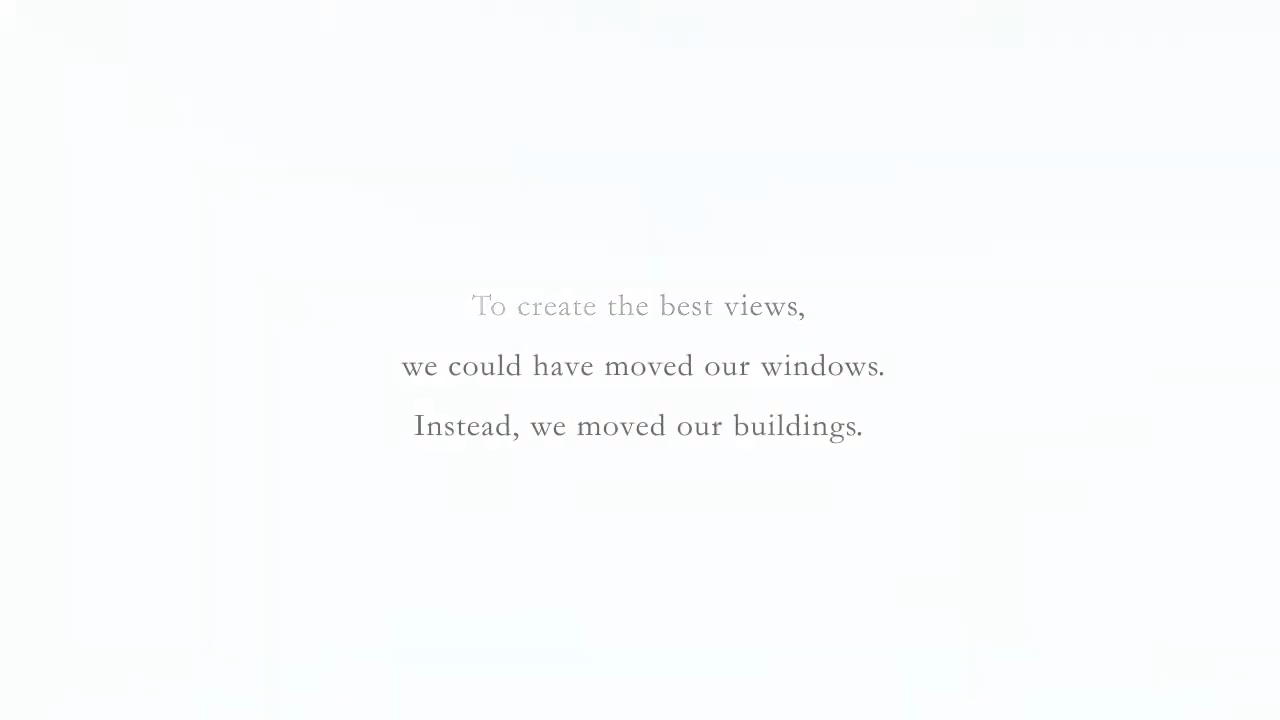 To create the best views,
we could have moved our windows.
Instead, we moved our buildings.